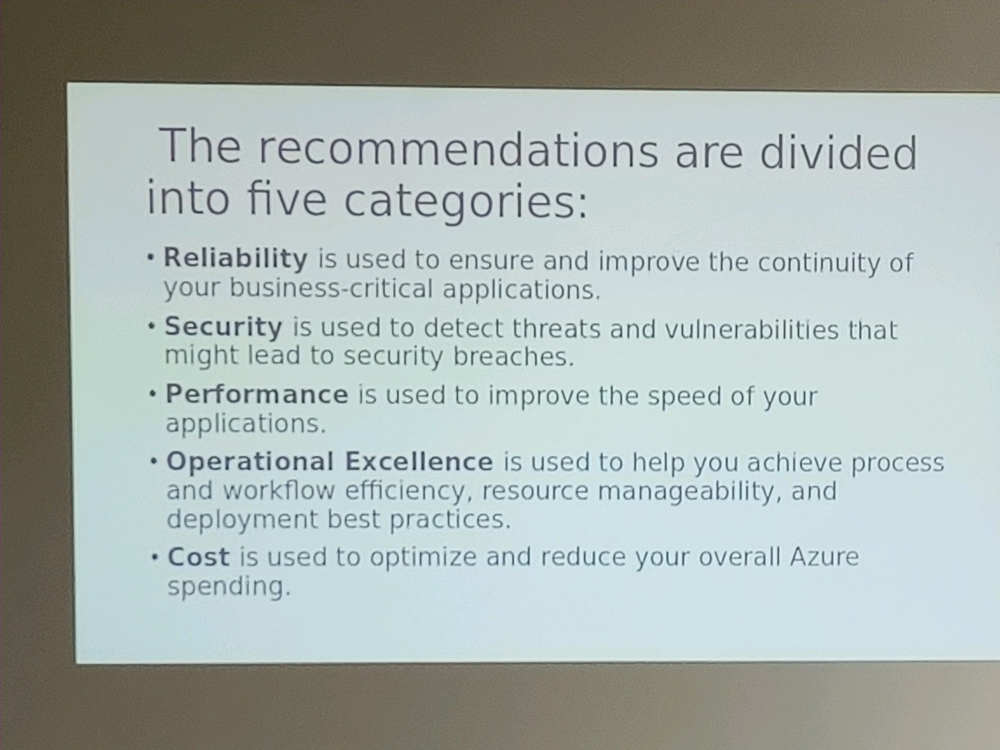 The recommendations are divided
into five categories:
• Reliability is used to ensure and improve the continuity of
your business-critical applications.
• Security is used to detect threats and vulnerabilities that
might lead to security breaches.
• Performance is used to improve the speed of your
applications.
• Operational Excellence is used to help you achieve process
and workflow efficiency, resource manageability, and
deployment best practices.
• Cost is used to optimize and reduce your overall Azure
spending.